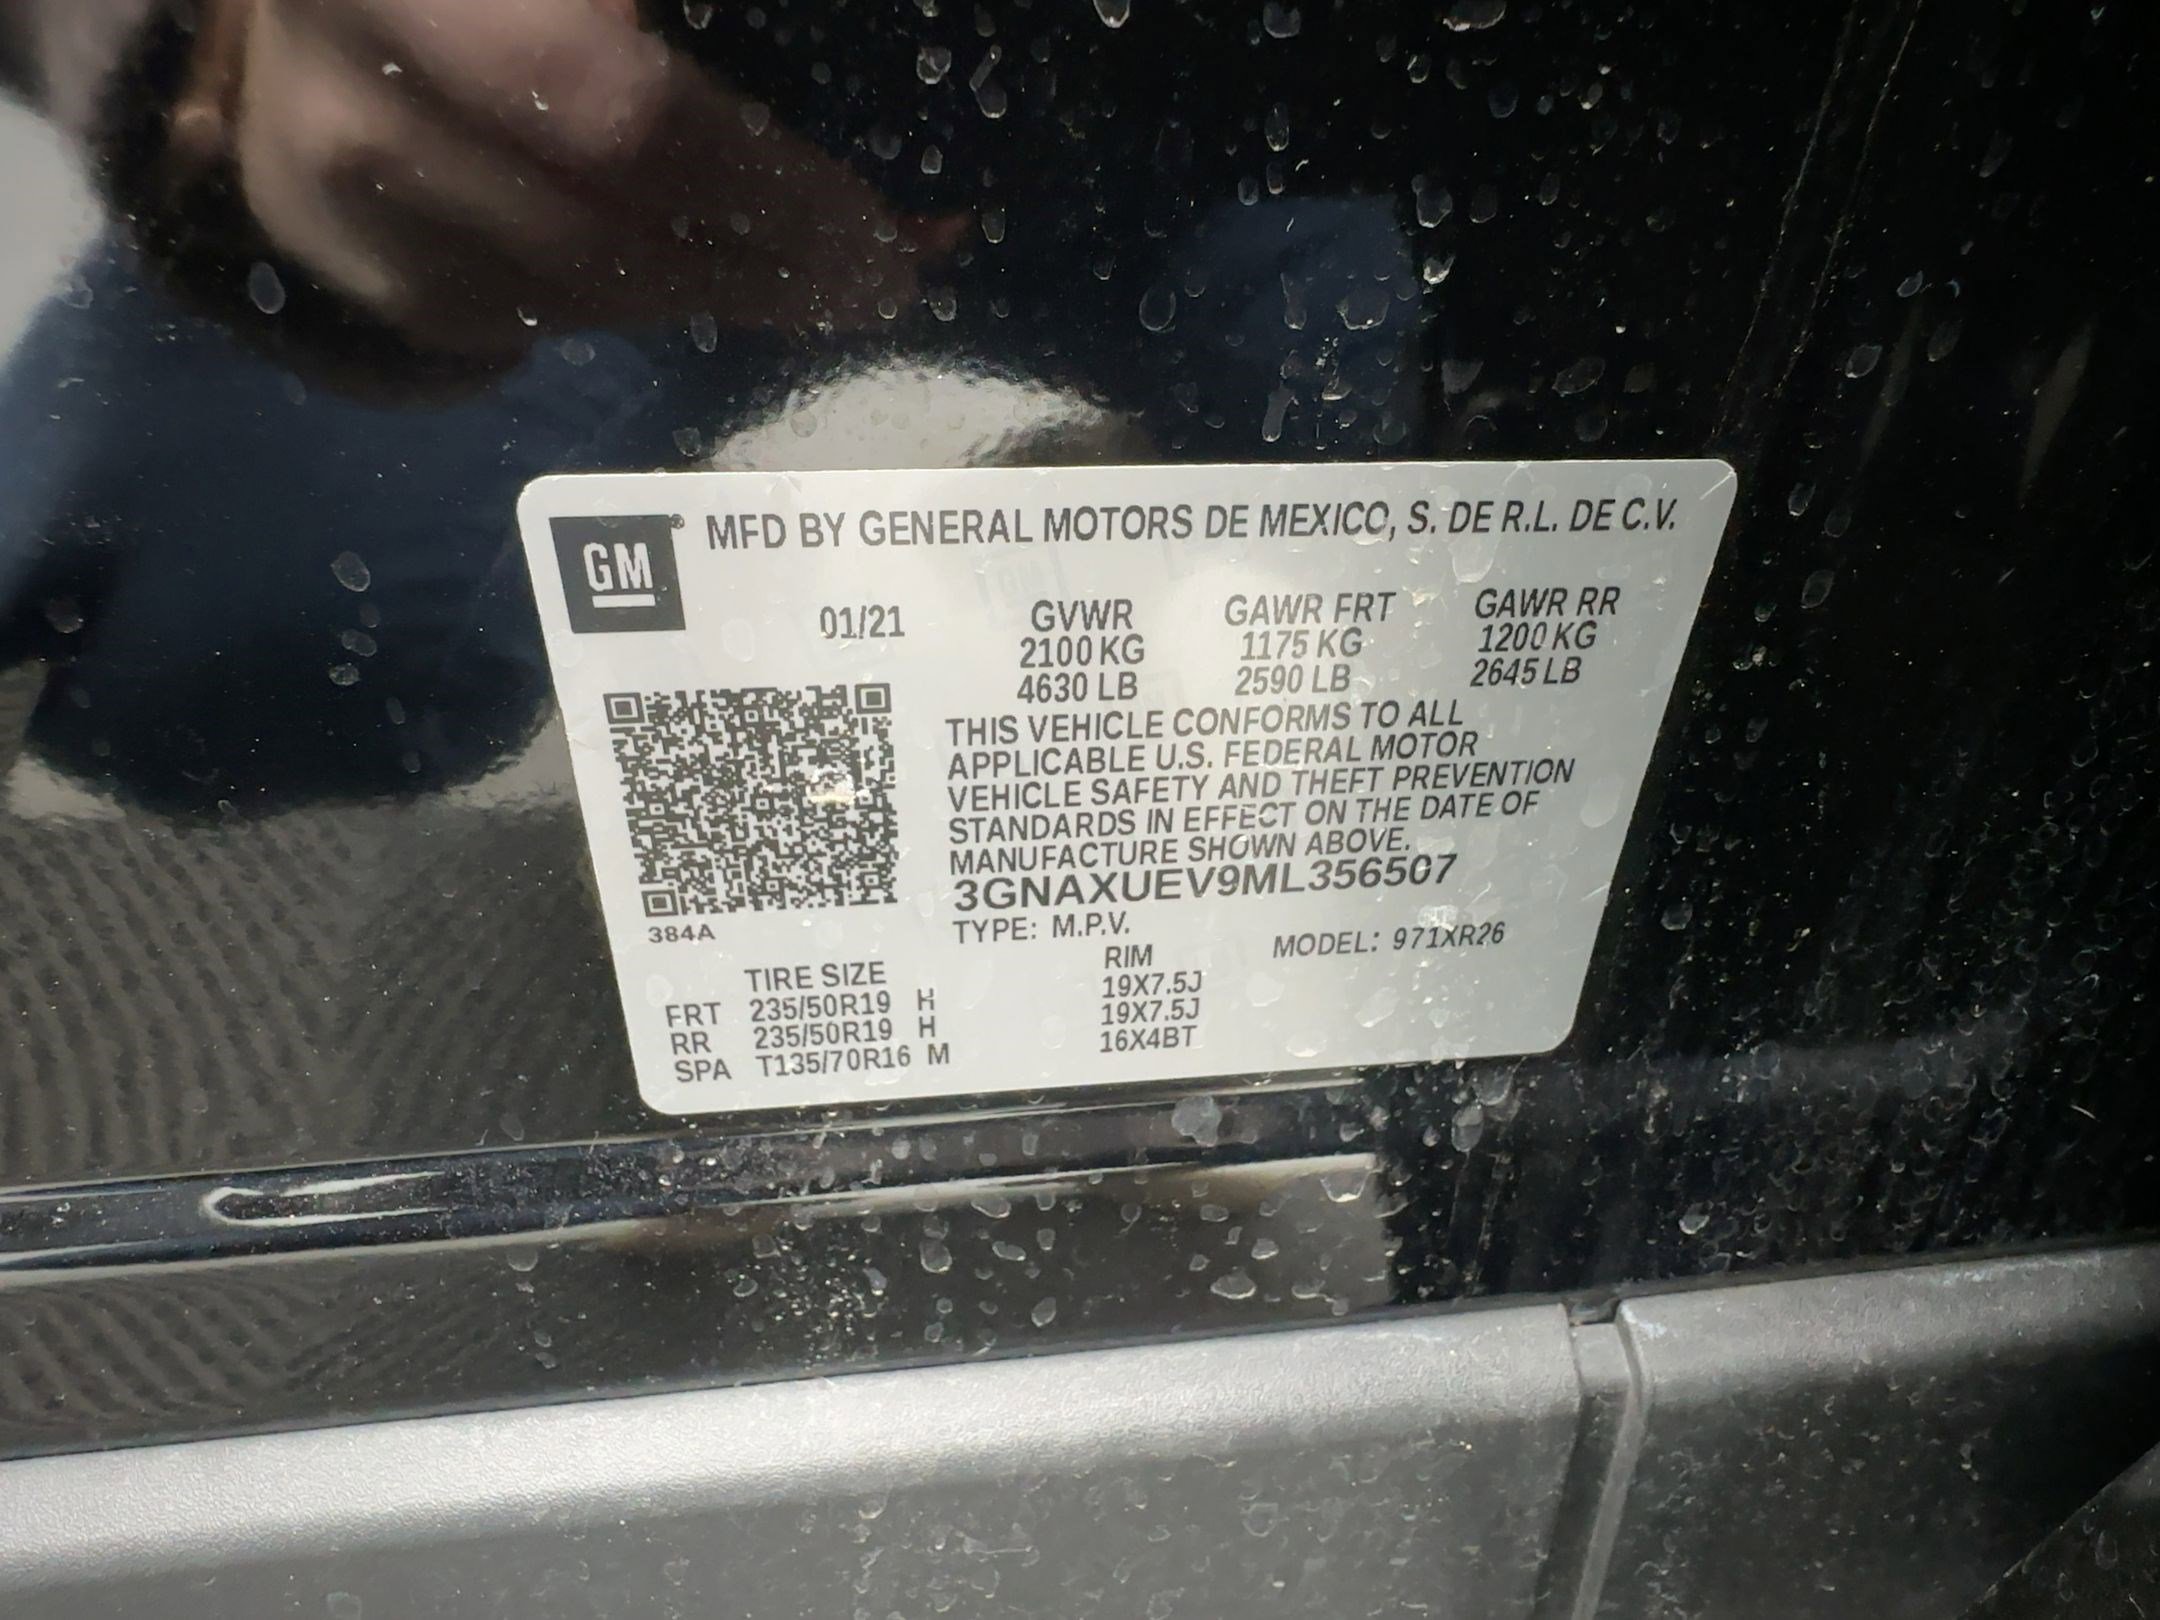 GM
MFD BY GENERAL MOTORS DE MEXICO, S. DE R.L. DE C.V.
01/21 GVWR GAWR FRT GAWR RR
2100 KG 1175 KG 1200 KG
4630 LB 2590 LB 2645 LB
THIS VEHICLE CONFORMS TO ALL
APPLICABLE U.S. FEDERAL MOTOR
VEHICLE SAFETY AND THEFT PREVENTION
STANDARDS IN EFFECT ON THE DATE OF
MANUFACTURE SHOWN ABOVE.
3GNAXUEV9ML356507
384A
TYPE: M.P.V. MODEL: 971XR26
TIRE SIZE RIM
FRT 235/50R19 H 19X7.5J
RR 235/50R19 H 19X7.5J
SPA T135/70R16 M 16X4BT